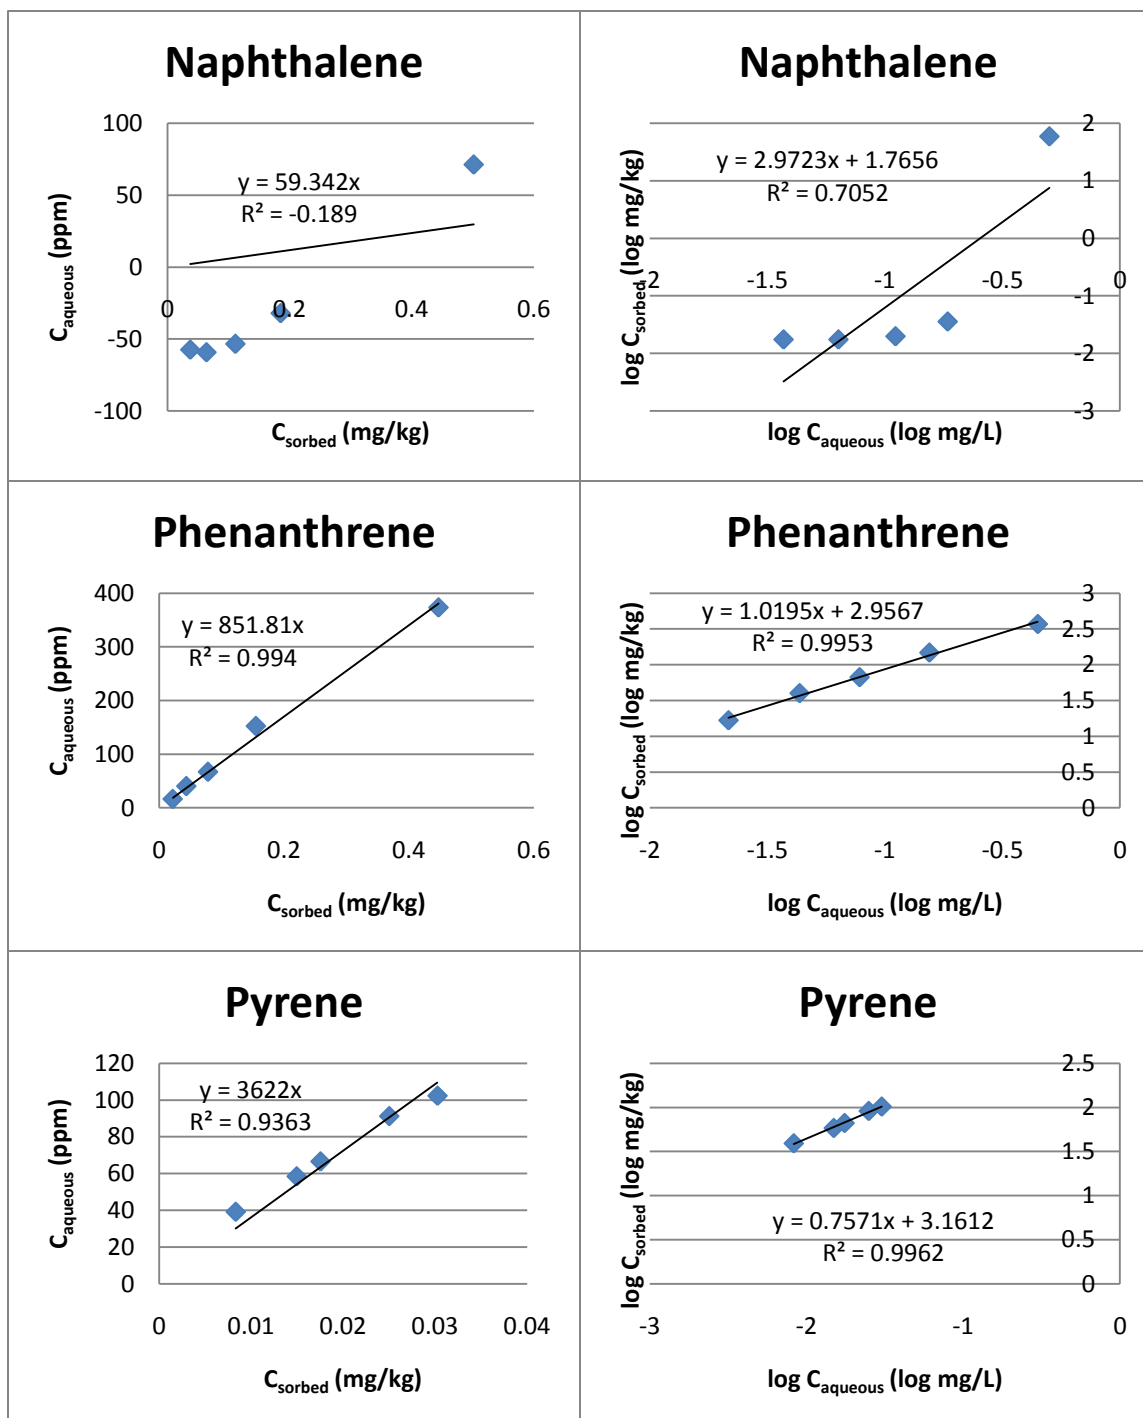 Naphthalene
100
50
0
-50
-100
0
0.2
0.4
0.6
y = 59.342x
R² = -0.189
Caqueous (ppm)
Csorbed (mg/kg)
Naphthalene
2
1
0
-1
-2
-3
-2
-1.5
-1
-0.5
0
y = 2.9723x + 1.7656
R² = 0.7052
log Csorbed (log mg/kg)
log Caqueous (log mg/L)
Phenanthrene
400
300
200
100
0
0
0.2
0.4
0.6
y = 851.81x
R² = 0.994
Caqueous (ppm)
Csorbed (mg/kg)
Phenanthrene
3
2.5
2
1.5
1
0.5
0
-2
-1.5
-1
-0.5
0
y = 1.0195x + 2.9567
R² = 0.9953
log Csorbed (log mg/kg)
log Caqueous (log mg/L)
Pyrene
120
100
80
60
40
20
0
0
0.01
0.02
0.03
0.04
y = 3622x
R² = 0.9363
Caqueous (ppm)
Csorbed (mg/kg)
Pyrene
2.5
2
1.5
1
0.5
0
-3
-2
-1
0
y = 0.7571x + 3.1612
R² = 0.9962
log Csorbed (log mg/kg)
log Caqueous (log mg/L)